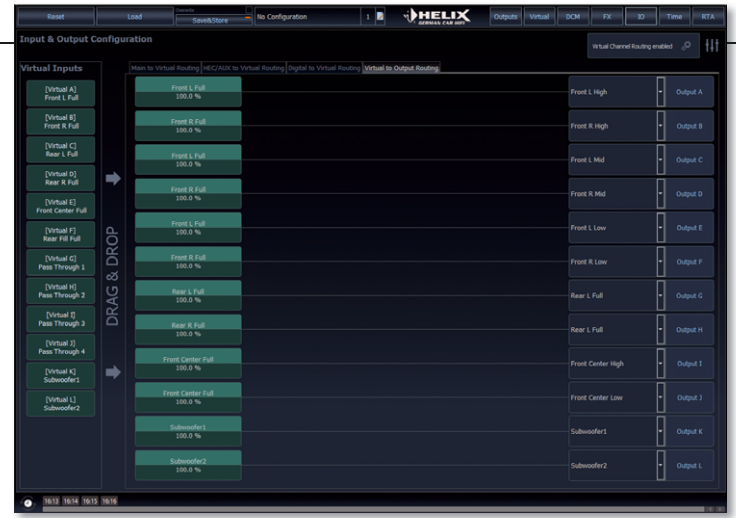 Reset
Load
Overwrite
Save&Store
No Configuration
1
HELIX
GERMAN CAR HIFI
Outputs
Virtual
DCM
FX
IO
Time
RTA
Input & Output Configuration
Virtual Channel Routing enabled
Virtual Inputs
Main to Virtual Routing
HEC/AUX to Virtual Routing
Digital to Virtual Routing
Virtual to Output Routing
[Virtual A]
Front L Full
[Virtual B]
Front R Full
[Virtual C]
Rear L Full
[Virtual D]
Rear R Full
[Virtual E]
Front Center Full
[Virtual F]
Rear Fill Full
[Virtual G]
Pass Through 1
[Virtual H]
Pass Through 2
[Virtual I]
Pass Through 3
[Virtual J]
Pass Through 4
[Virtual K]
Subwoofer1
[Virtual L]
Subwoofer2
DRAG & DROP
Front L Full
100.0 %
Front L High
Output A
Front R Full
100.0 %
Front R High
Output B
Front L Full
100.0 %
Front L Mid
Output C
Front R Full
100.0 %
Front R Mid
Output D
Front L Full
100.0 %
Front L Low
Output E
Front R Full
100.0 %
Front R Low
Output F
Rear L Full
100.0 %
Rear L Full
Output G
Rear R Full
100.0 %
Rear L Full
Output H
Front Center Full
100.0 %
Front Center High
Output I
Front Center Full
100.0 %
Front Center Low
Output J
Subwoofer1
100.0 %
Subwoofer1
Output K
Subwoofer2
100.0 %
Subwoofer2
Output L
16:13
16:14
16:15
16:16